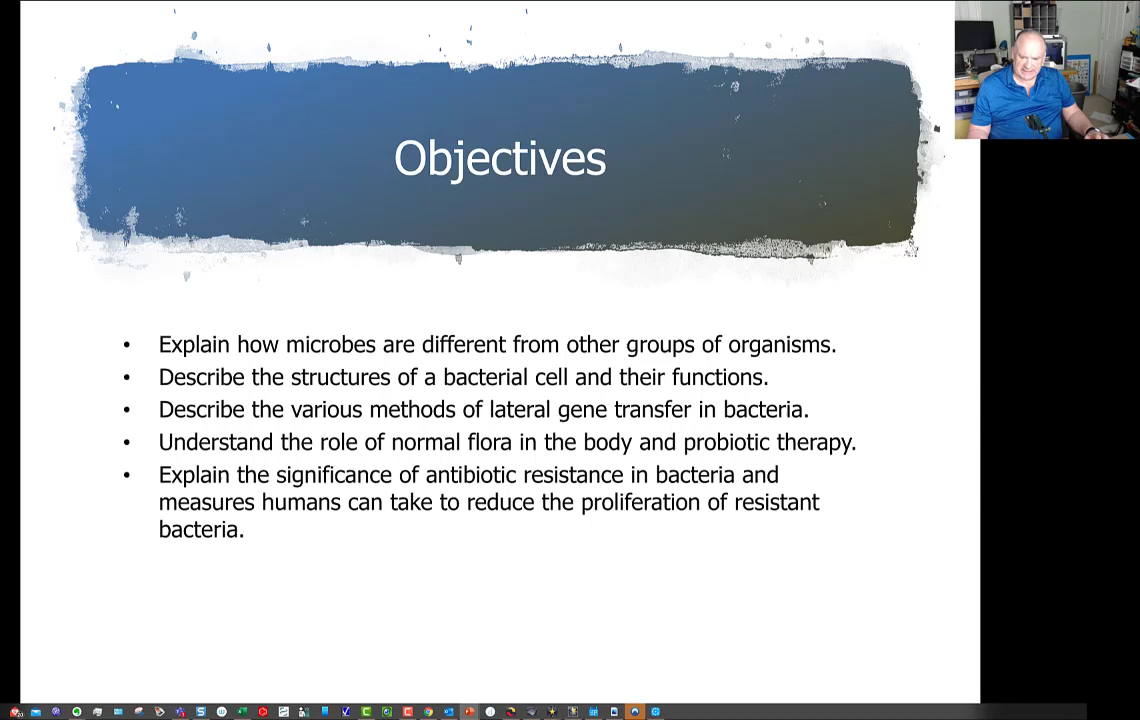 Objectives
• Explain how microbes are different from other groups of organisms.
• Describe the structures of a bacterial cell and their functions.
• Describe the various methods of lateral gene transfer in bacteria.
• Understand the role of normal flora in the body and probiotic therapy.
• Explain the significance of antibiotic resistance in bacteria and
measures humans can take to reduce the proliferation of resistant
bacteria.